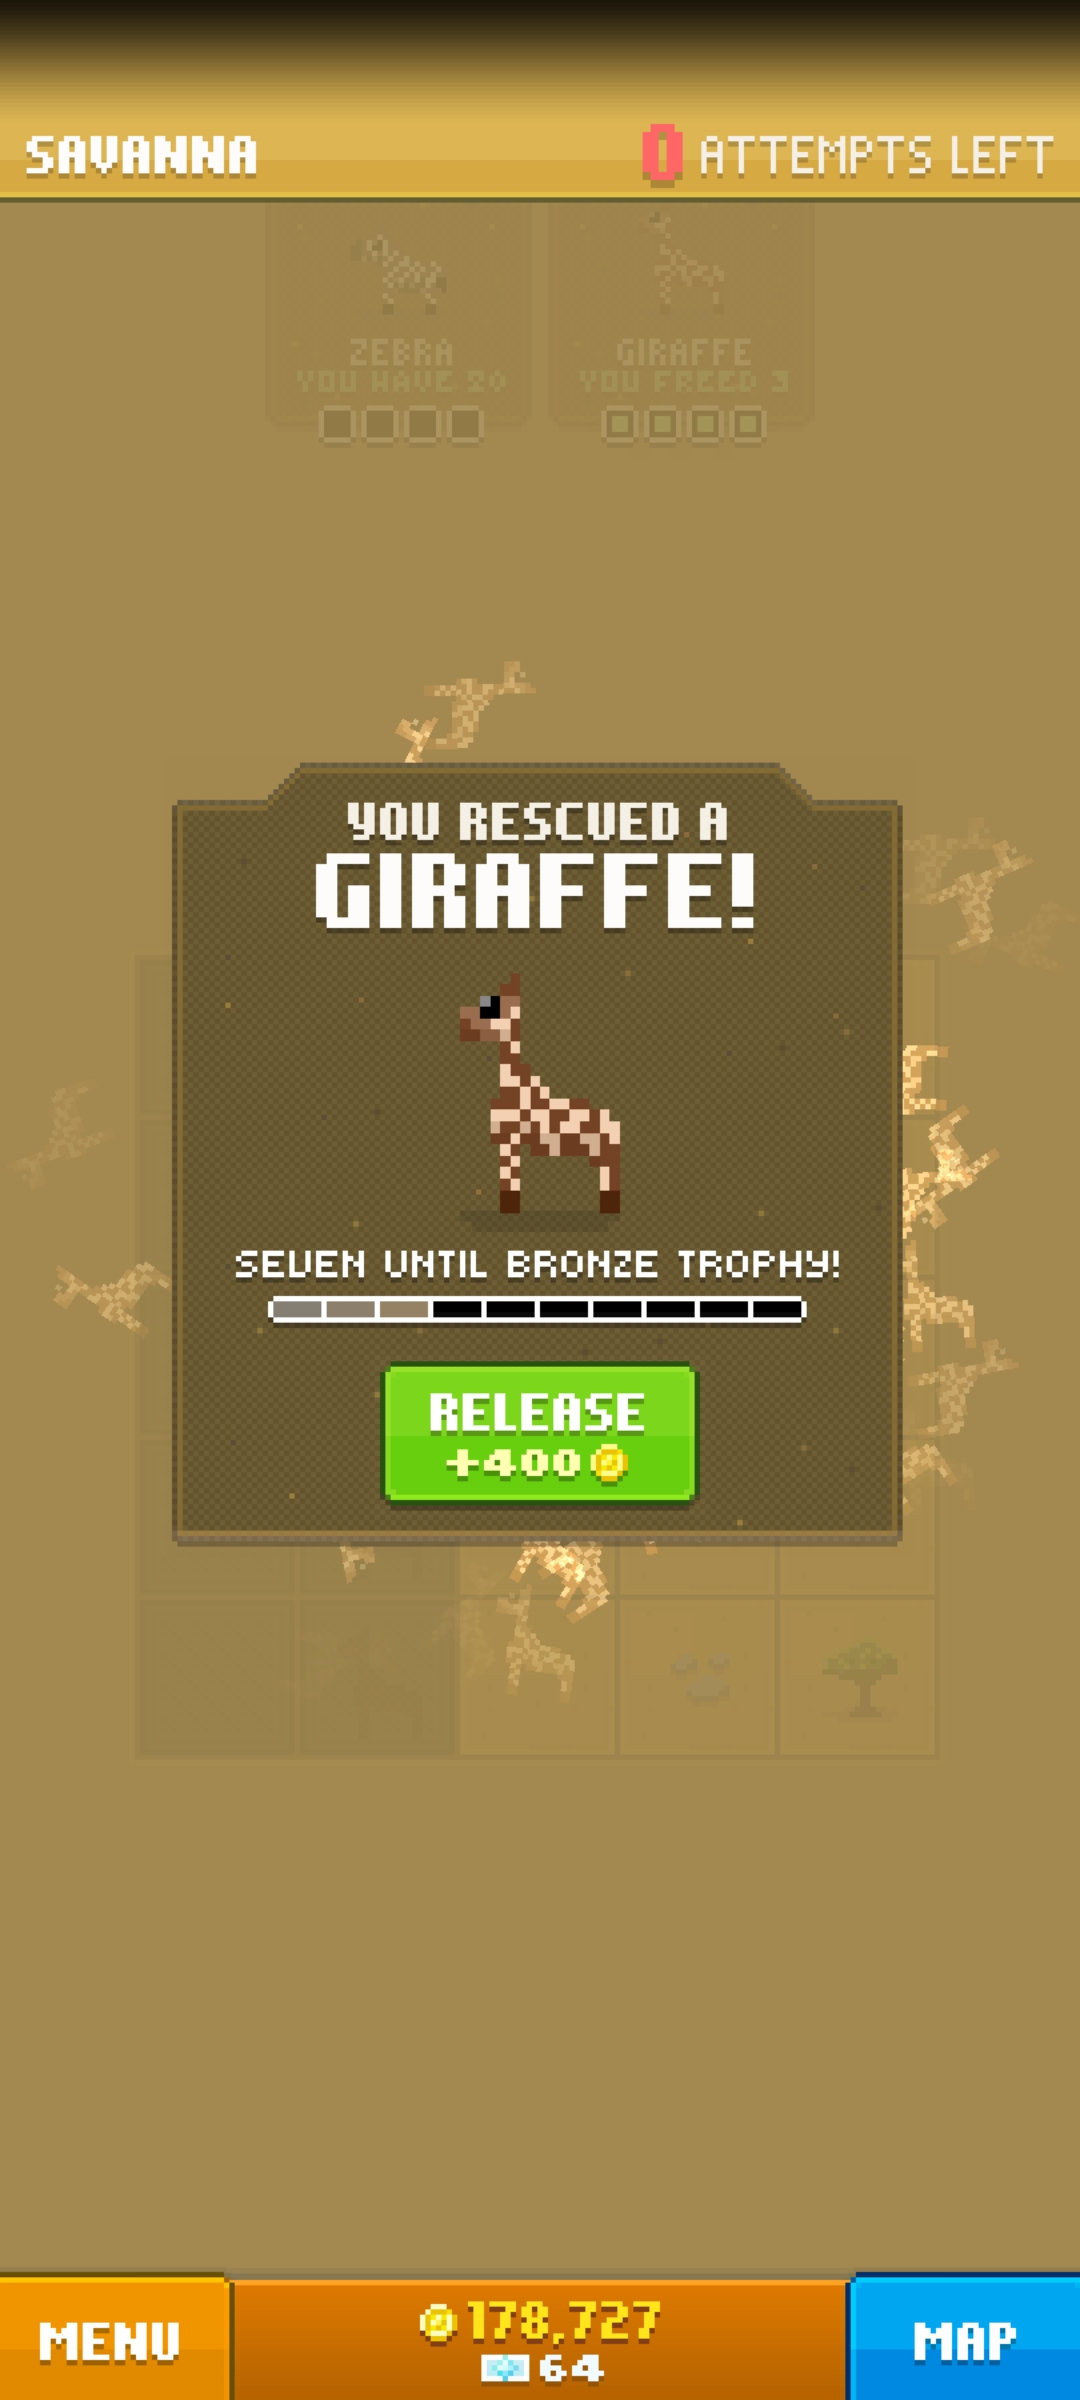 SAVANNA
0 ATTEMPTS LEFT
ZEBRA
YOU HAVE 20
GIRAFFE
YOU FREED 3
YOU RESCUED A
GIRAFFE!
SEVEN UNTIL BRONZE TROPHY!
RELEASE
+400
MENU
178,727
64
MAP